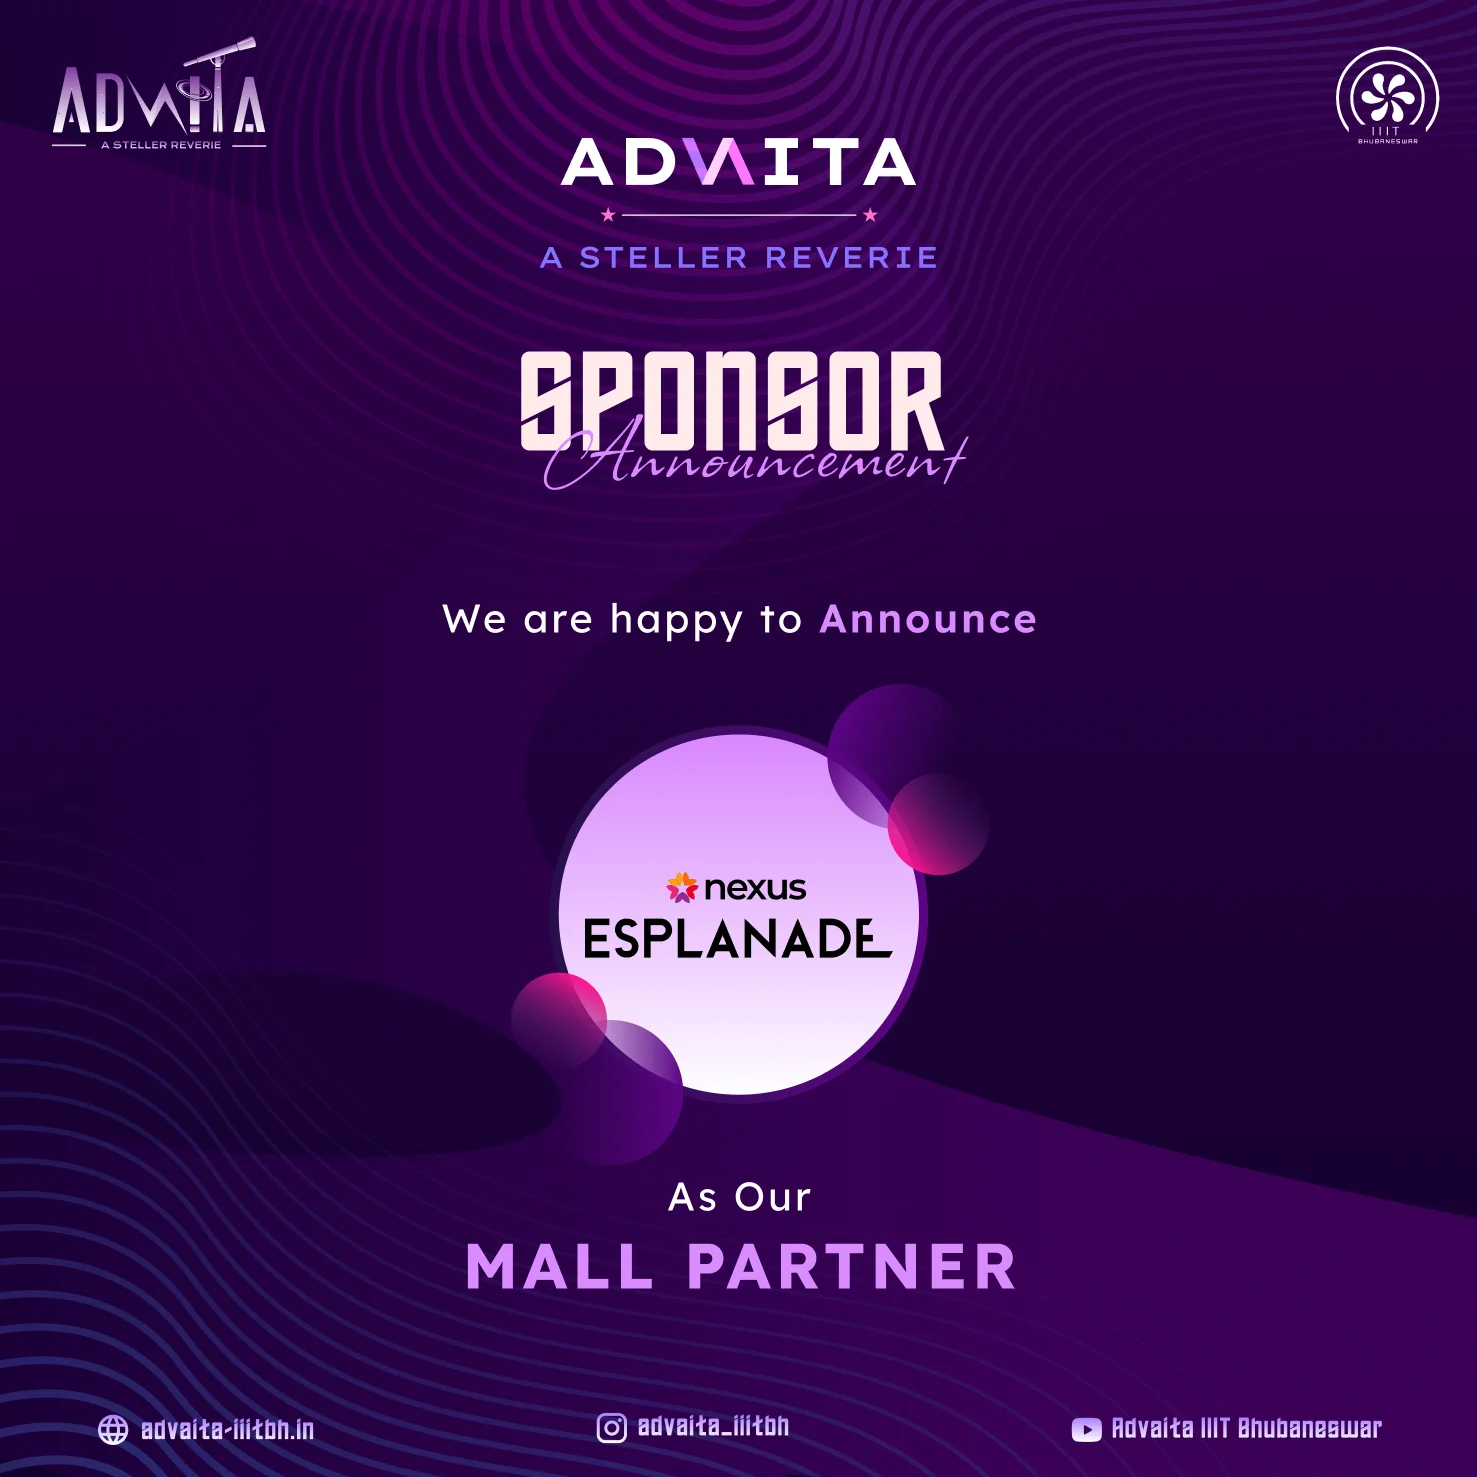 ADVAITA
A STELLER REVERIE
IIIT
BHUBANESWAR
ADVAITA
A STELLER REVERIE
SPONSOR
Announcement
We are happy to Announce
nexus
ESPLANADE
As Our
MALL PARTNER
advaita-iiitbh.in
advaita_iiitbh
Advaita IIIT Bhubaneswar